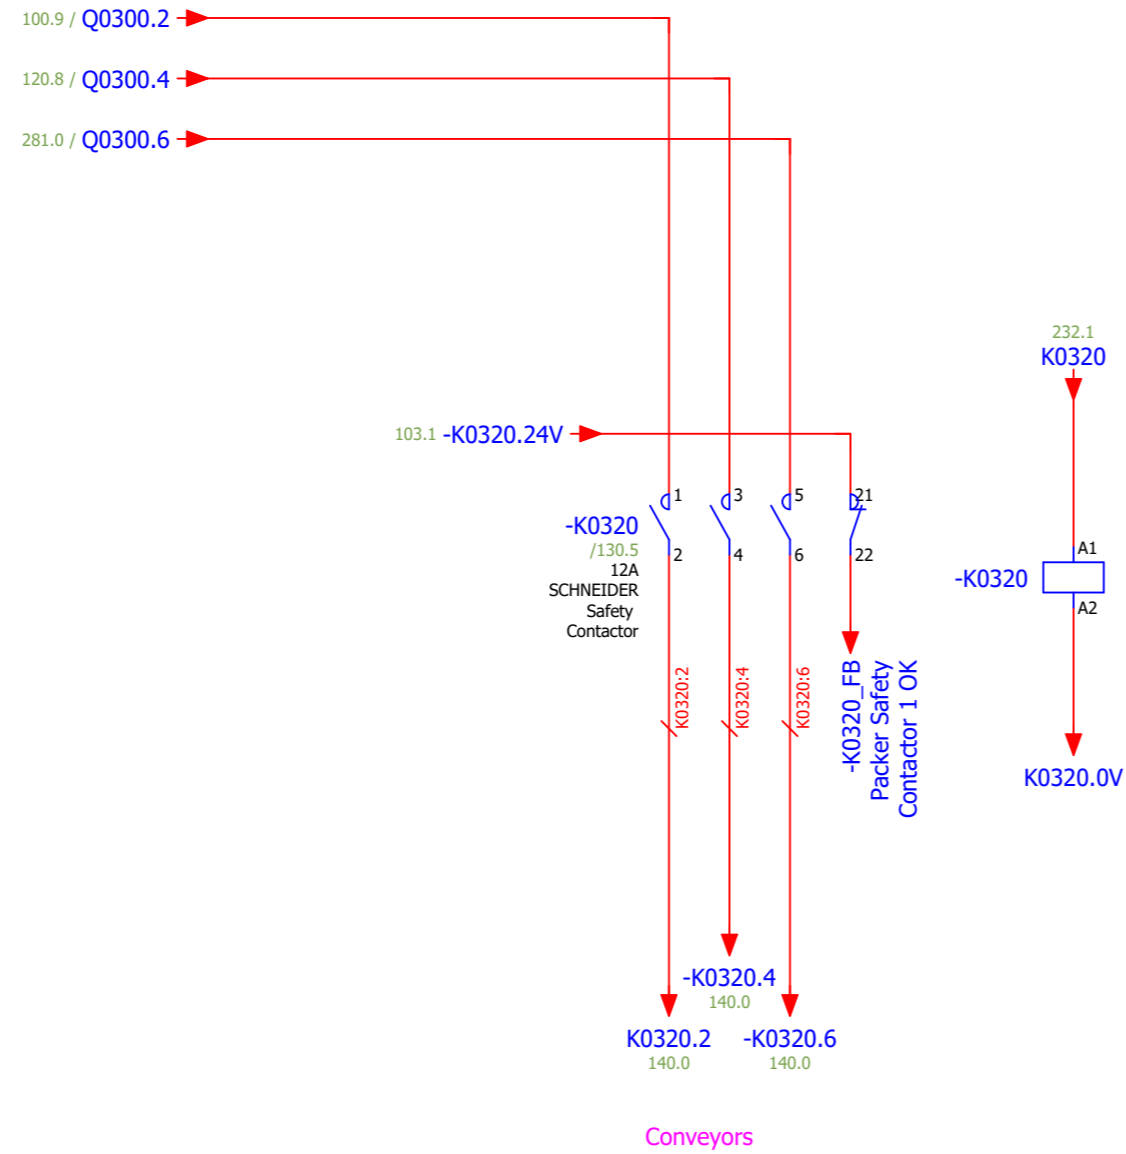 100.9 / Q0300.2
120.8 / Q0300.4
281.0 / Q0300.6
232.1
K0320
103.1 -K0320.24V
1
3
5
21
-K0320
/130.5
12A
SCHNEIDER
Safety
Contactor
2
4
6
22
A1
-K0320
A2
K0320:2
K0320:4
K0320:6
-K0320_FB
Packer Safety
Contactor 1 OK
K0320.0V
-K0320.4
140.0
K0320.2
140.0
-K0320.6
140.0
Conveyors